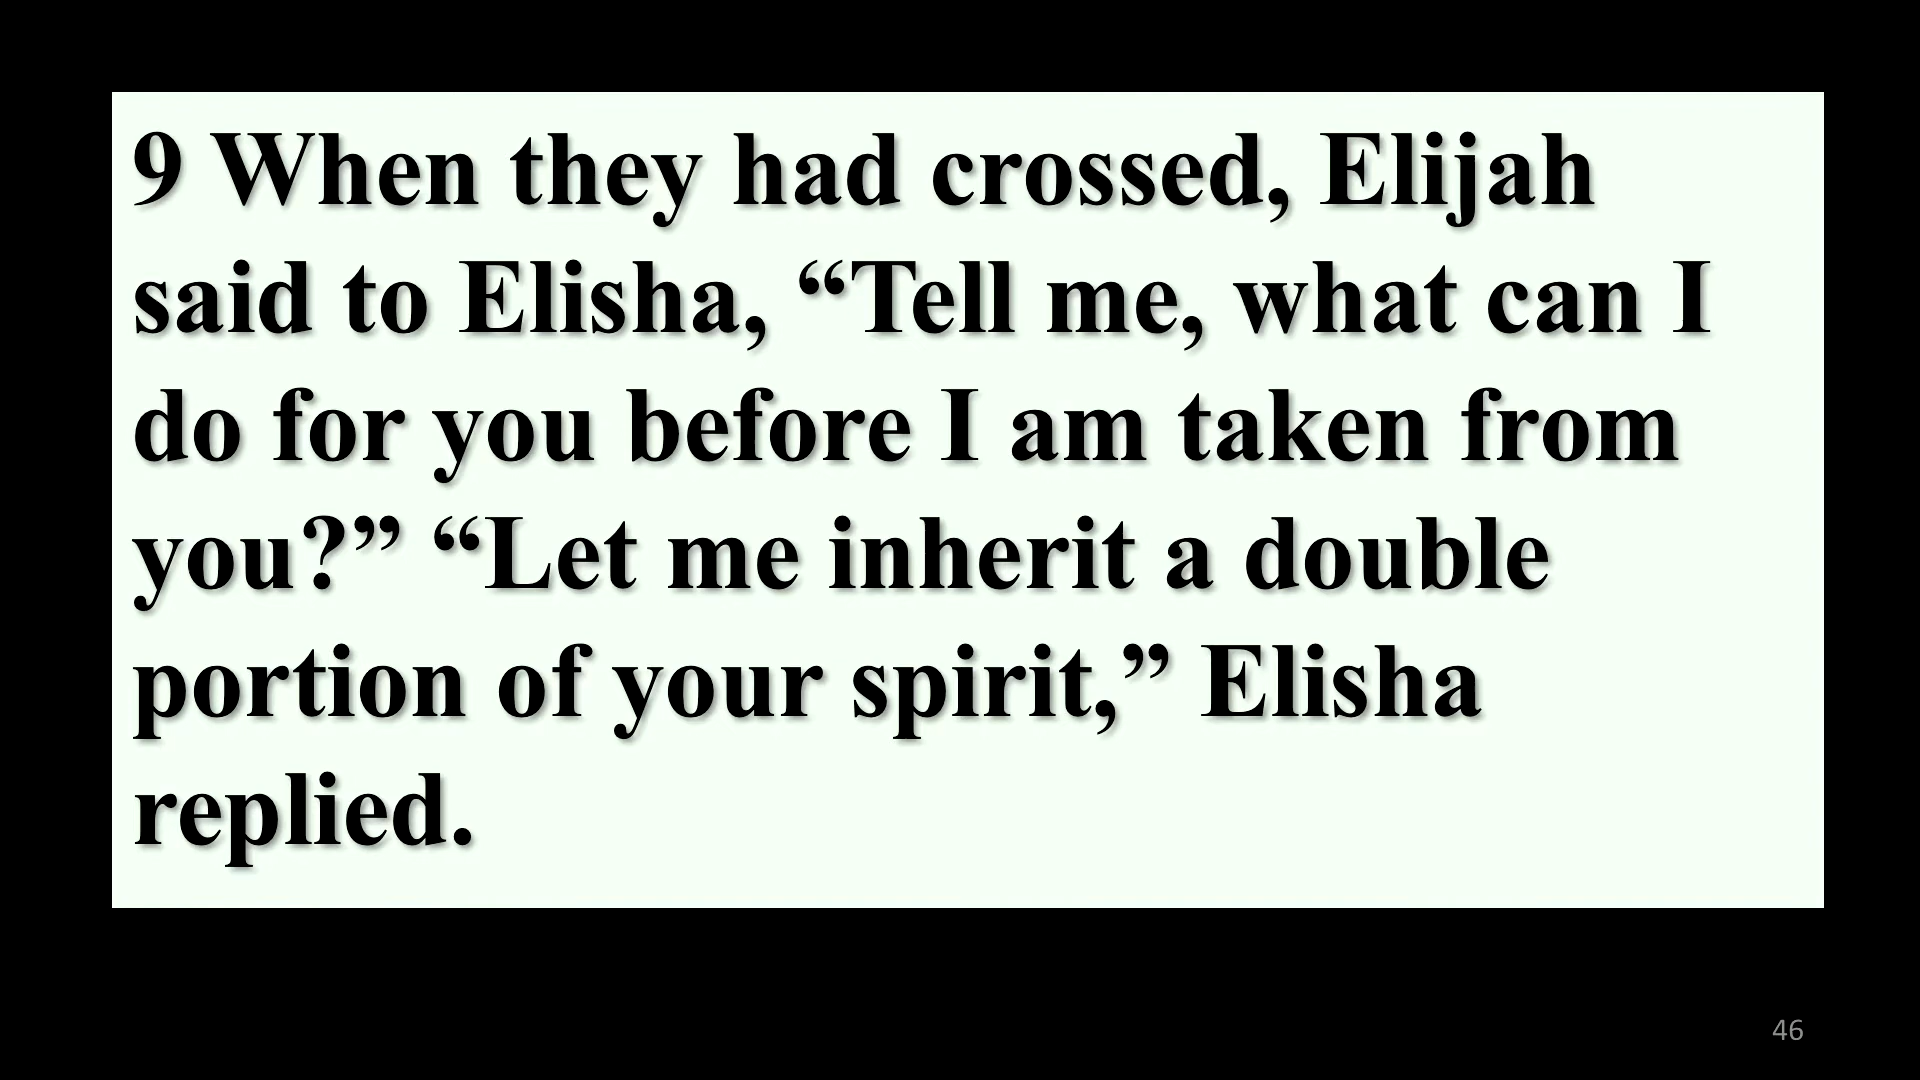 9 When they had crossed, Elijah
said to Elisha, “Tell me, what can I
do for you before I am taken from
you?” “Let me inherit a double
portion of your spirit,” Elisha
replied.
46